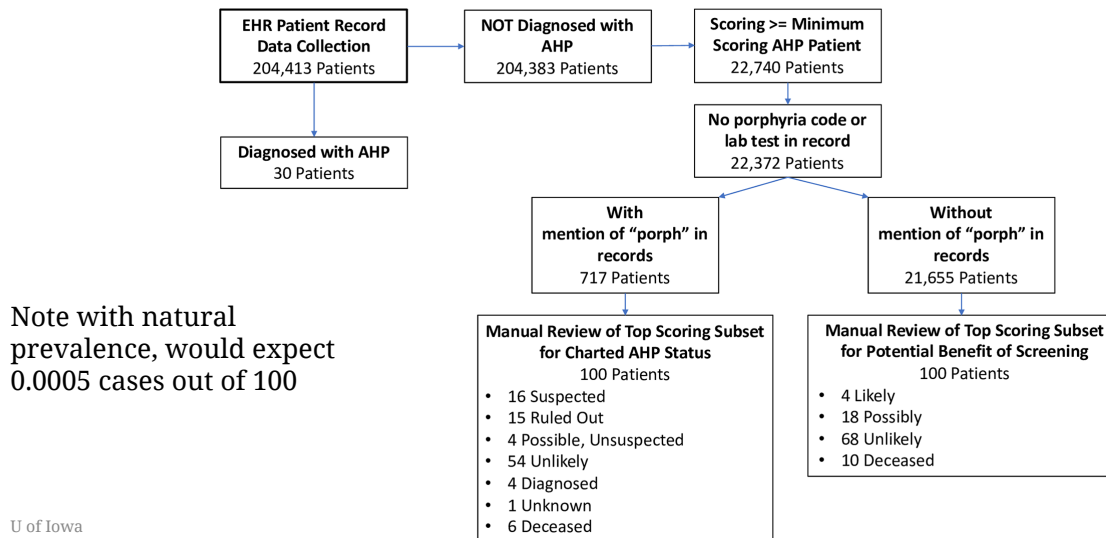 EHR Patient Record
Data Collection
204,413 Patients
NOT Diagnosed with
AHP
204,383 Patients
Scoring >= Minimum
Scoring AHP Patient
22,740 Patients
Diagnosed with AHP
30 Patients
No porphyria code or
lab test in record
22,372 Patients
With
mention of “porph” in
records
717 Patients
Without
mention of “porph” in
records
21,655 Patients
Note with natural
prevalence, would expect
0.0005 cases out of 100
Manual Review of Top Scoring Subset
for Charted AHP Status
100 Patients
• 16 Suspected
• 15 Ruled Out
• 4 Possible, Unsuspected
• 54 Unlikely
• 4 Diagnosed
• 1 Unknown
• 6 Deceased
Manual Review of Top Scoring Subset
for Potential Benefit of Screening
100 Patients
• 4 Likely
• 18 Possibly
• 68 Unlikely
• 10 Deceased
U of Iowa